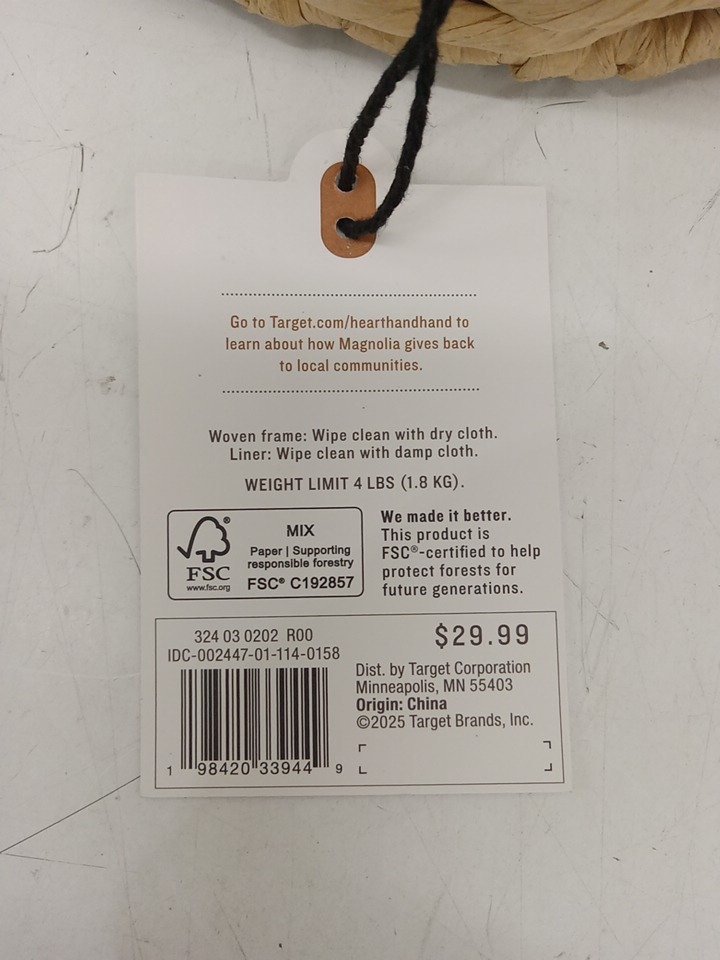 Go to Target.com/hearthandhand to
learn about how Magnolia gives back
to local communities.
Woven frame: Wipe clean with dry cloth.
Liner: Wipe clean with damp cloth.
WEIGHT LIMIT 4 LBS (1.8 KG).
®
FSC
www.fsc.org
MIX
Paper | Supporting
responsible forestry
FSC® C192857
We made it better.
This product is
FSC®-certified to help
protect forests for
future generations.
324 03 0202 R00
IDC-002447-01-114-0158
1 98420 33944 9
$29.99
Dist. by Target Corporation
Minneapolis, MN 55403
Origin: China
©2025 Target Brands, Inc.